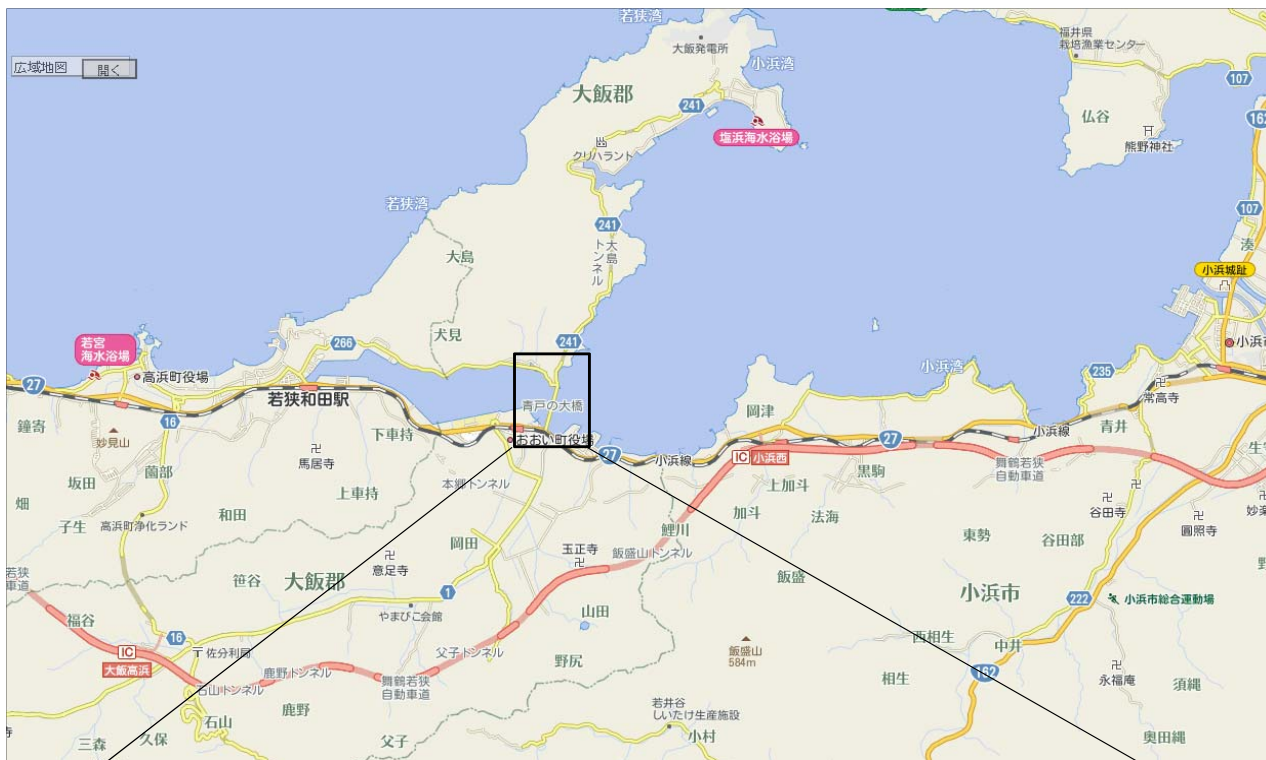 若狭湾
大飯発電所
小浜湾
福井県
栽培漁業センター
107
広域地図
開く
大飯郡
241
塩浜海水浴場
仏谷
162
熊野神社
クリハラント
若狭湾
241
大島
トンネル
107
湊
大島
小浜城趾
犬見
若宮
海水浴場
266
241
小浜市
高浜町役場
小浜湾
235
27
若狭和田駅
青戸の大橋
常高寺
16
岡津
鐘寄
妙見山
下車持
おおい町役場
27
小浜線
青井
馬居寺
27
小浜線
IC 小浜西
薗部
黒駒
舞鶴若狭
自動車道
生守
坂田
上車持
本郷トンネル
上加斗
畑
子生
和田
加斗
法海
谷田寺
妙楽
高浜町浄化ランド
鯉川
圓照寺
岡田
玉正寺
飯盛山トンネル
東勢
谷田部
意足寺
野
若狭
車道
笹谷
大飯郡
飯盛
小浜市
1
222
小浜市総合運動場
福谷
やまびこ会館
山田
16
西相生
中井
IC
佐分利局
父子トンネル
飯盛山
584m
大飯高浜
鹿野トンネル
野尻
162
石山トンネル
舞鶴若狭
自動車道
相生
永福庵
須縄
鹿野
若井谷
しいたけ生産施設
石山
三森
久保
父子
小村
奥田縄